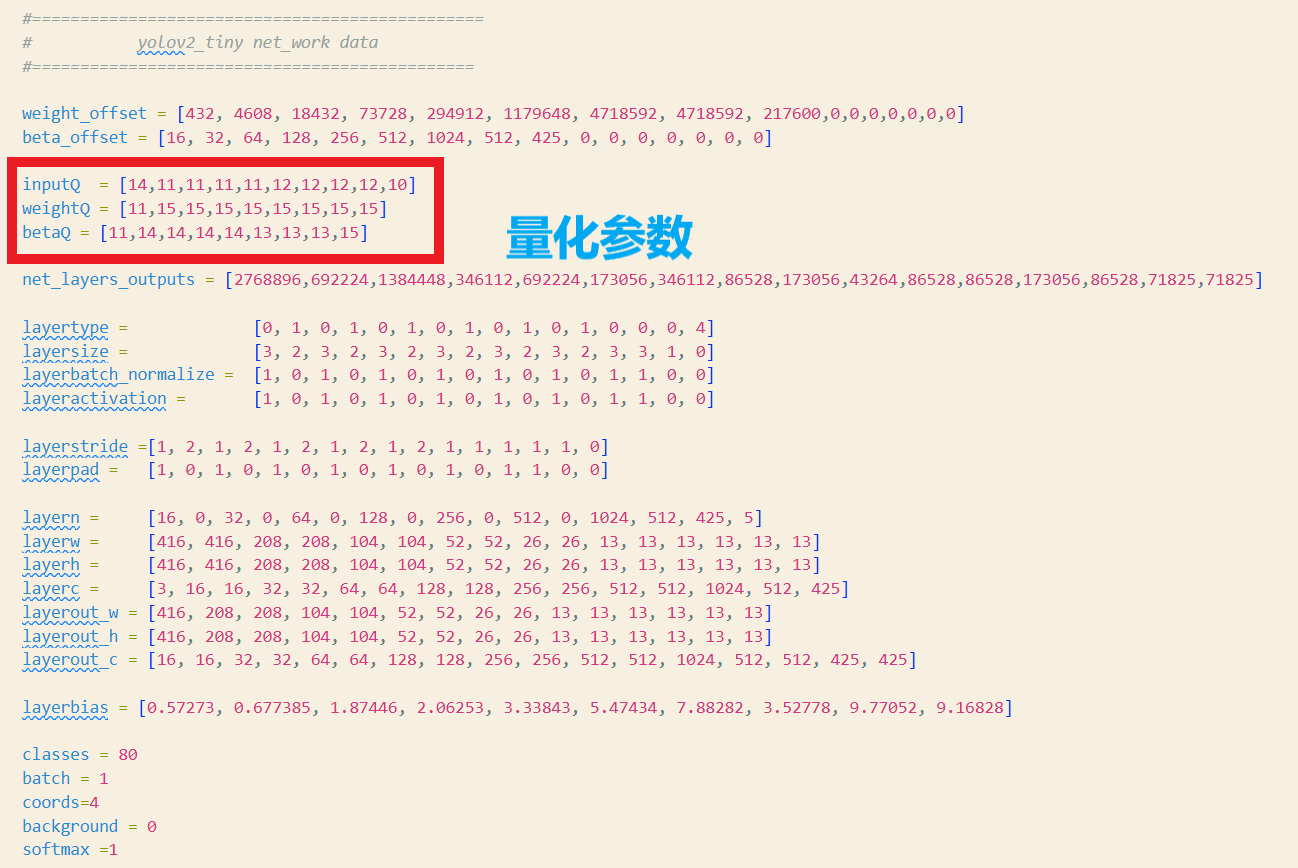 #===============================================
# yolov2_tiny net_work data
#==============================================
weight_offset = [432, 4608, 18432, 73728, 294912, 1179648, 4718592, 4718592, 217600,0,0,0,0,0,0,0]
beta_offset = [16, 32, 64, 128, 256, 512, 1024, 512, 425, 0, 0, 0, 0, 0, 0, 0]
inputQ = [14,11,11,11,11,12,12,12,12,10]
weightQ = [11,15,15,15,15,15,15,15,15]
betaQ = [11,14,14,14,14,13,13,13,15]
量化参数
net_layers_outputs = [2768896,692224,1384448,346112,692224,173056,346112,86528,173056,43264,86528,86528,173056,86528,71825,71825]
layertype = [0, 1, 0, 1, 0, 1, 0, 1, 0, 1, 0, 1, 0, 0, 0, 4]
layersize = [3, 2, 3, 2, 3, 2, 3, 2, 3, 2, 3, 2, 3, 3, 1, 0]
layerbatch_normalize = [1, 0, 1, 0, 1, 0, 1, 0, 1, 0, 1, 0, 1, 1, 0, 0]
layeractivation = [1, 0, 1, 0, 1, 0, 1, 0, 1, 0, 1, 0, 1, 1, 0, 0]
layerstride =[1, 2, 1, 2, 1, 2, 1, 2, 1, 2, 1, 1, 1, 1, 1, 0]
layerpad = [1, 0, 1, 0, 1, 0, 1, 0, 1, 0, 1, 0, 1, 1, 0, 0]
layern = [16, 0, 32, 0, 64, 0, 128, 0, 256, 0, 512, 0, 1024, 512, 425, 5]
layerw = [416, 416, 208, 208, 104, 104, 52, 52, 26, 26, 13, 13, 13, 13, 13, 13]
layerh = [416, 416, 208, 208, 104, 104, 52, 52, 26, 26, 13, 13, 13, 13, 13, 13]
layerc = [3, 16, 16, 32, 32, 64, 64, 128, 128, 256, 256, 512, 512, 1024, 512, 425]
layerout_w = [416, 208, 208, 104, 104, 52, 52, 26, 26, 13, 13, 13, 13, 13, 13]
layerout_h = [416, 208, 208, 104, 104, 52, 52, 26, 26, 13, 13, 13, 13, 13, 13]
layerout_c = [16, 16, 32, 32, 64, 64, 128, 128, 256, 256, 512, 512, 1024, 512, 512, 425, 425]
layerbias = [0.57273, 0.677385, 1.87446, 2.06253, 3.33843, 5.47434, 7.88282, 3.52778, 9.77052, 9.16828]
classes = 80
batch = 1
coords=4
background = 0
softmax =1